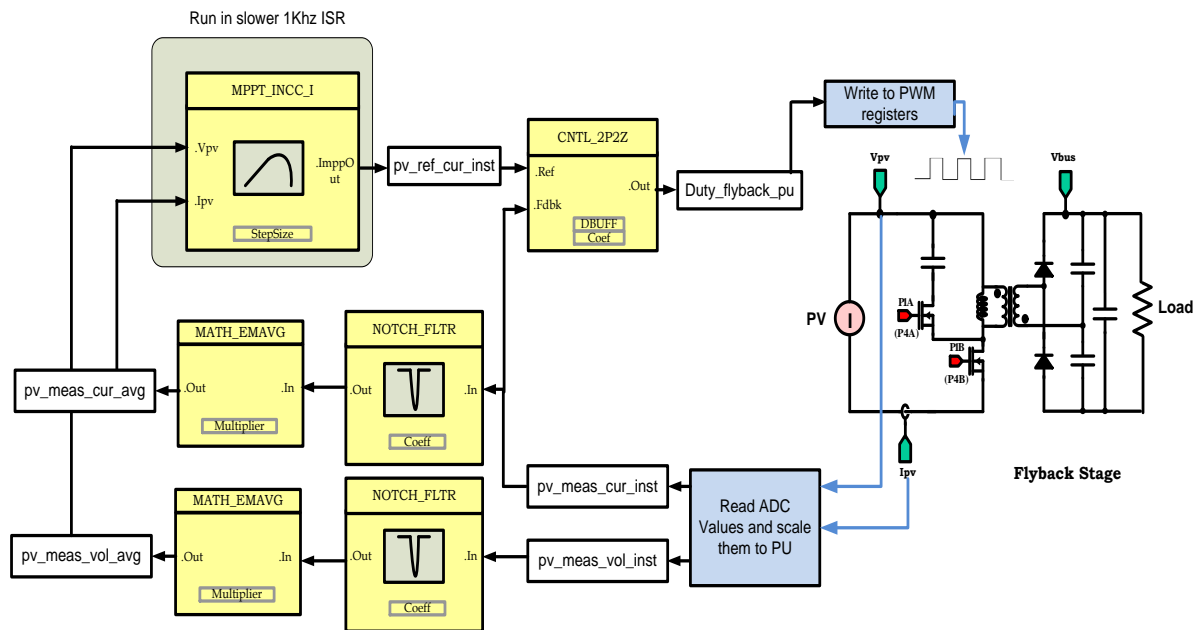 Run in slower 1Khz ISR
MPPT_INCC_I
.Vpv
.Ipv
.ImppO
ut
StepSize
pv_ref_cur_inst
CNTL_2P2Z
.Ref
.Fdbk
.Out
DBUFF
Coef
Duty_flyback_pu
Write to PWM
registers
Vpv
Vbus
PV
I
P1A
(P4A)
P1B
(P4B)
Load
Ipv
Flyback Stage
MATH_EMAVG
.Out
.In
Multiplier
NOTCH_FLTR
.Out
.In
Coeff
pv_meas_cur_avg
pv_meas_cur_inst
Read ADC
Values and scale
them to PU
MATH_EMAVG
.Out
.In
Multiplier
NOTCH_FLTR
.Out
.In
Coeff
pv_meas_vol_avg
pv_meas_vol_inst